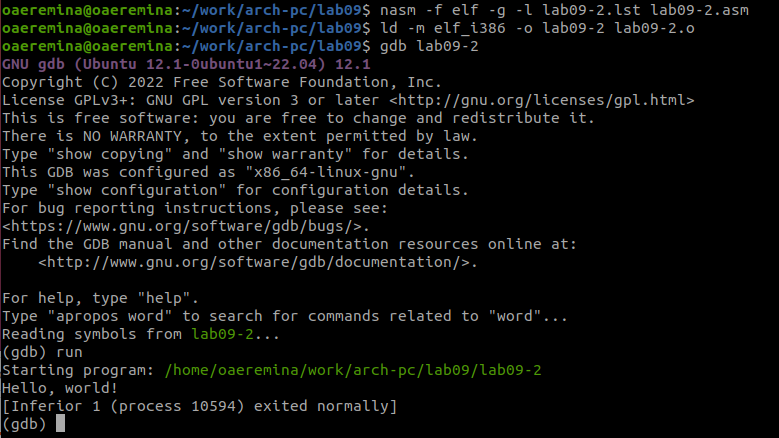 oaeremina@oaeremina:~/work/arch-pc/lab09$ nasm -f elf -g -l lab09-2.lst lab09-2.asm
oaeremina@oaeremina:~/work/arch-pc/lab09$ ld -m elf_i386 -o lab09-2 lab09-2.o
oaeremina@oaeremina:~/work/arch-pc/lab09$ gdb lab09-2
GNU gdb (Ubuntu 12.1-0ubuntu1~22.04) 12.1
Copyright (C) 2022 Free Software Foundation, Inc.
License GPLv3+: GNU GPL version 3 or later <http://gnu.org/licenses/gpl.html>
This is free software: you are free to change and redistribute it.
There is NO WARRANTY, to the extent permitted by law.
Type "show copying" and "show warranty" for details.
This GDB was configured as "x86_64-linux-gnu".
Type "show configuration" for configuration details.
For bug reporting instructions, please see:
<https://www.gnu.org/software/gdb/bugs/>.
Find the GDB manual and other documentation resources online at:
    <http://www.gnu.org/software/gdb/documentation/>.

For help, type "help".
Type "apropos word" to search for commands related to "word"...
Reading symbols from lab09-2...
(gdb) run
Starting program: /home/oaeremina/work/arch-pc/lab09/lab09-2
Hello, world!
[Inferior 1 (process 10594) exited normally]
(gdb)